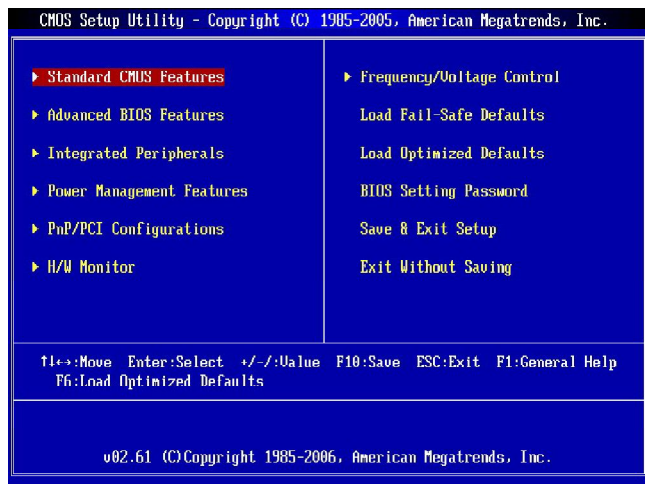 CMOS Setup Utility - Copyright (C) 1985-2005, American Megatrends, Inc.
▸ Standard CMOS Features
▸ Advanced BIOS Features
▸ Integrated Peripherals
▸ Power Management Features
▸ PnP/PCI Configurations
▸ H/W Monitor
▸ Frequency/Voltage Control
Load Fail-Safe Defaults
Load Optimized Defaults
BIOS Setting Password
Save & Exit Setup
Exit Without Saving
↑↓↔:Move Enter:Select +/-/:Value F10:Save ESC:Exit F1:General Help
F6:Load Optimized Defaults
v02.61 (C)Copyright 1985-2006, American Megatrends, Inc.